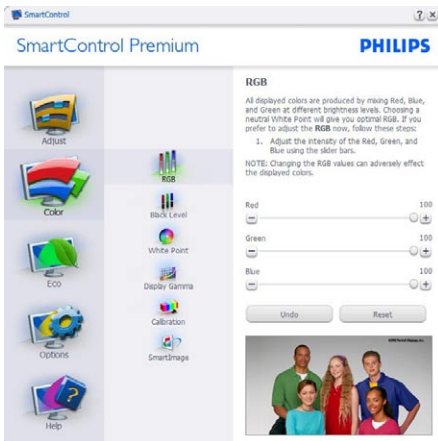 SmartControl
SmartControl Premium
PHILIPS
Adjust
Color
Eco
Options
Help
RGB
Black Level
White Point
Display Gamma
Calibration
SmartImage
RGB
All displayed colors are produced by mixing Red, Blue,
and Green at different brightness levels. Choosing a
neutral White Point will give you optimal RGB. If you
prefer to adjust the RGB now, follow these steps:
1. Adjust the intensity of the Red, Green, and
Blue using the slider bars.
NOTE: Changing the RGB values can adversely effect
the displayed colors.
Red 100
Green 100
Blue 100
Undo Reset